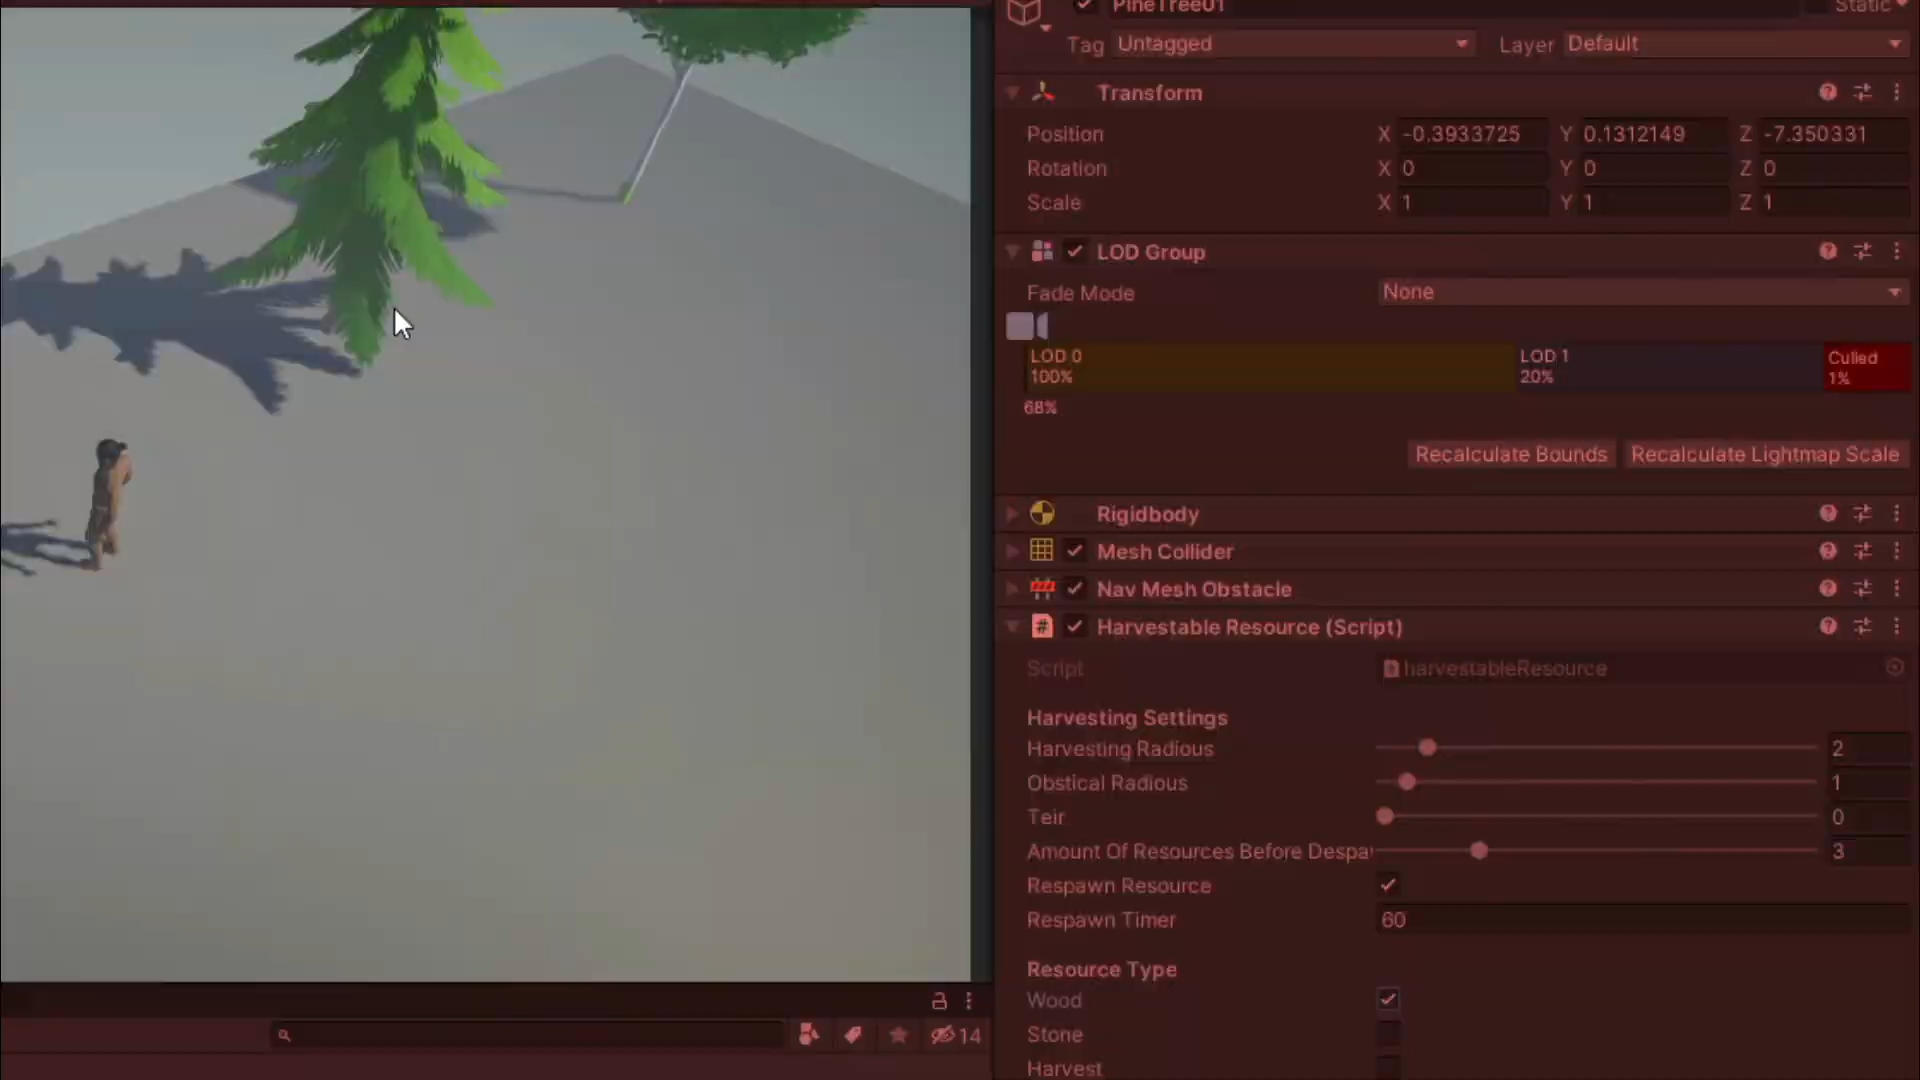 PineTree01
Static
Tag Untagged Layer Default
Transform
Position X -0.3933725 Y 0.1312149 Z -7.350331
Rotation X 0 Y 0 Z 0
Scale X 1 Y 1 Z 1
LOD Group
Fade Mode None
LOD 0 LOD 1 Culled
100% 20% 1%
68%
Recalculate Bounds Recalculate Lightmap Scale
Rigidbody
Mesh Collider
Nav Mesh Obstacle
# Harvestable Resource (Script)
Script harvestableResource
Harvesting Settings
Harvesting Radious 2
Obstical Radious 1
Teir 0
Amount Of Resources Before Despa 3
Respawn Resource
Respawn Timer 60
Resource Type
Wood
Stone
Harvest
14